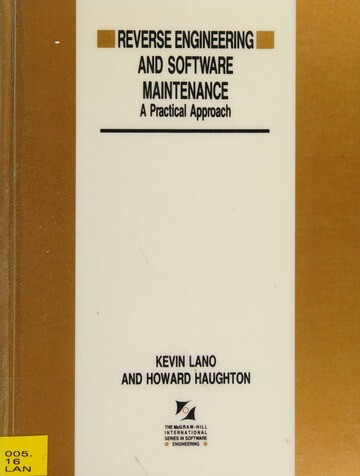 REVERSE ENGINEERING
AND SOFTWARE
MAINTENANCE
A Practical Approach
KEVIN LANO
AND HOWARD HAUGHTON
THE McGRAW-HILL
INTERNATIONAL
SERIES IN SOFTWARE
ENGINEERING
005.
16
LAN